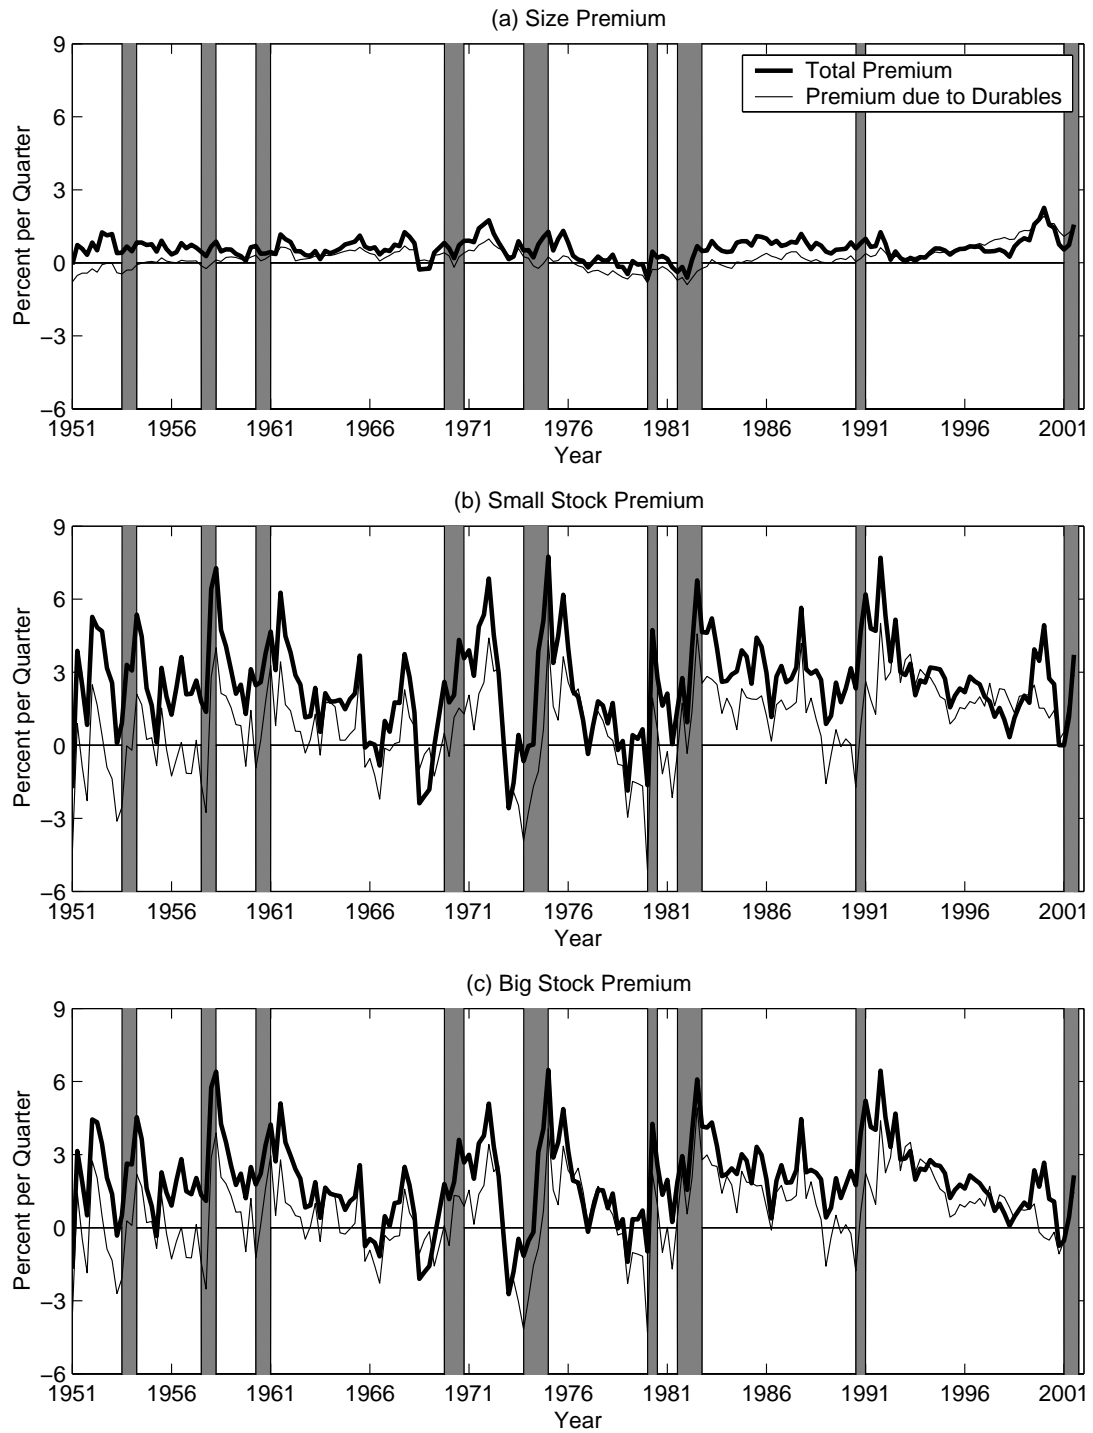 (a) Size Premium
9
6
3
0
−3
−6
Percent per Quarter
Total Premium
Premium due to Durables
1951 1956 1961 1966 1971 1976 1981 1986 1991 1996 2001
Year
(b) Small Stock Premium
9
6
3
0
−3
−6
Percent per Quarter
1951 1956 1961 1966 1971 1976 1981 1986 1991 1996 2001
Year
(c) Big Stock Premium
9
6
3
0
−3
−6
Percent per Quarter
1951 1956 1961 1966 1971 1976 1981 1986 1991 1996 2001
Year